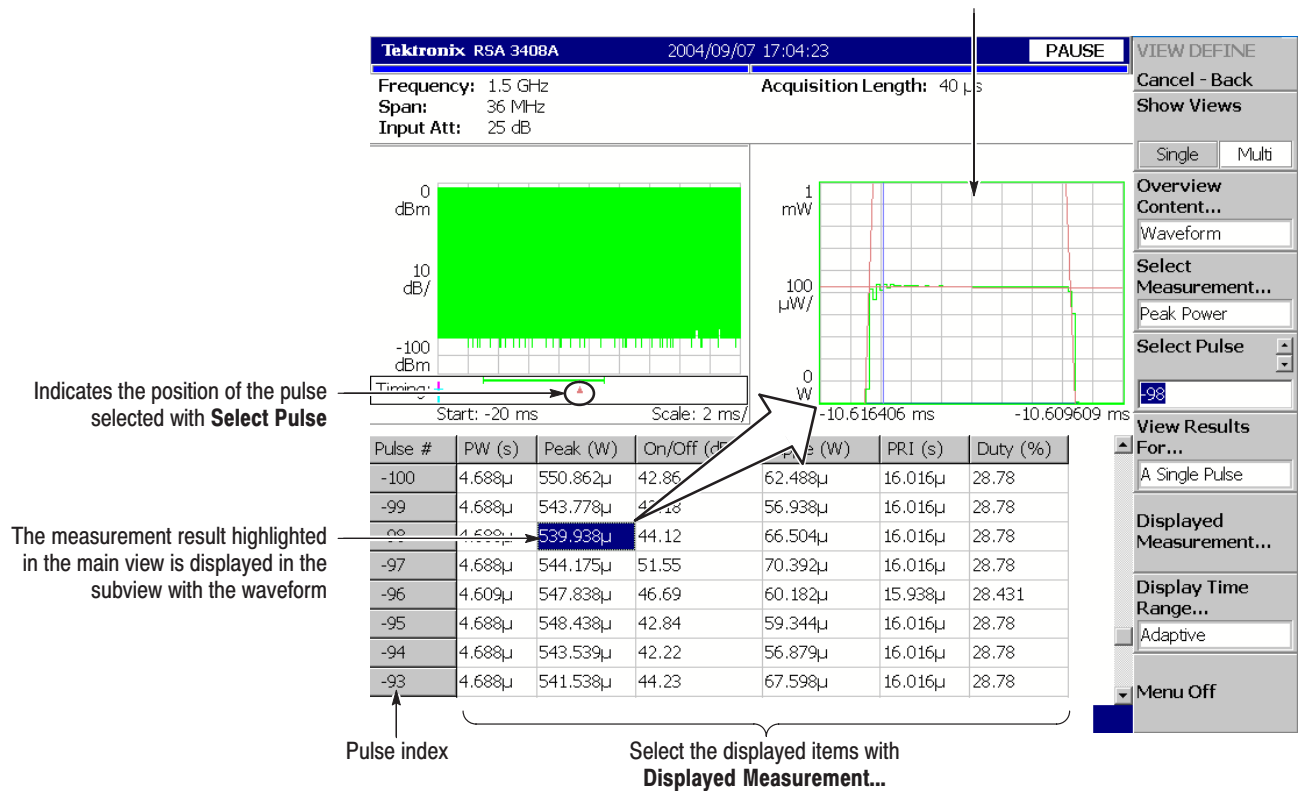 Tektronix RSA 3408A 2004/09/07 17:04:23 PAUSE
Frequency: 1.5 GHz
Span: 36 MHz
Input Att: 25 dB
Acquisition Length: 40 µs
0
dBm
10
dB/
-100
dBm
Timing:
Start: -20 ms Scale: 2 ms/
1
mW
100
µW/
0
W
-10.616406 ms -10.609609 ms
Pulse # PW (s) Peak (W) On/Off (W) PRI (s) Duty (%)
-100 4.688µ 550.862µ 42.86 62.488µ 16.016µ 28.78
-99 4.688µ 543.778µ 56.938µ 16.016µ 28.78
-98 4.688µ 539.938µ 44.12 66.504µ 16.016µ 28.78
-97 4.688µ 544.175µ 51.55 70.392µ 16.016µ 28.78
-96 4.609µ 547.838µ 46.69 60.182µ 15.938µ 28.431
-95 4.688µ 548.438µ 42.84 59.344µ 16.016µ 28.78
-94 4.688µ 543.539µ 42.22 56.879µ 16.016µ 28.78
-93 4.688µ 541.538µ 44.23 67.598µ 16.016µ 28.78
VIEW DEFINE
Cancel - Back
Show Views
Single Multi
Overview
Content...
Waveform
Select
Measurement...
Peak Power
Select Pulse
-98
View Results
For...
A Single Pulse
Displayed
Measurement...
Display Time
Range...
Adaptive
Menu Off
Indicates the position of the pulse
selected with Select Pulse
The measurement result highlighted
in the main view is displayed in the
subview with the waveform
Pulse index
Select the displayed items with
Displayed Measurement...